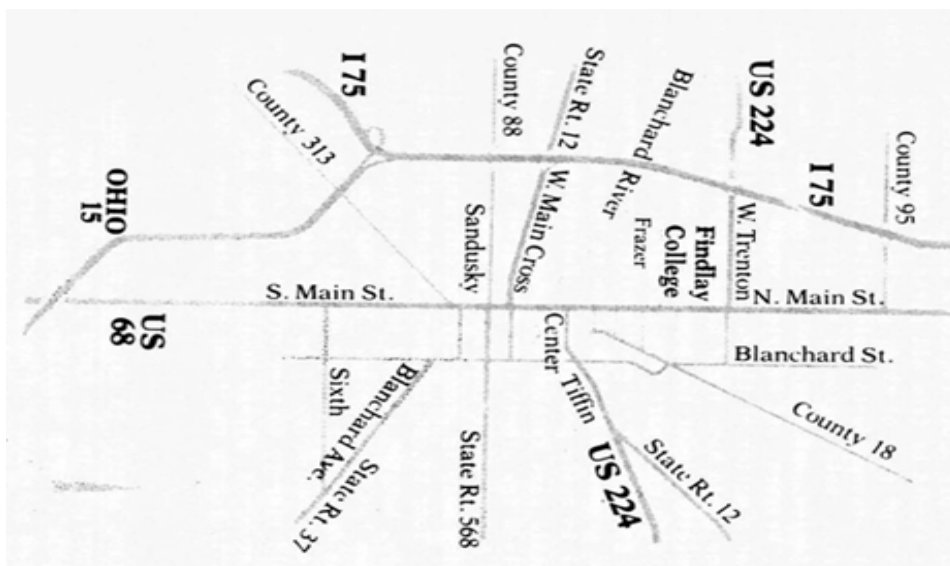 I 75
County 88
State Rt. 12
Blanchard
River
US 224
I 75
County 95
County 313
OHIO
15
Sandusky
W. Main Cross
Frazer
Findlay
College
W. Trenton
S. Main St.
N. Main St.
US
68
Center
Blanchard St.
Sixth
Blanchard Ave.
State Rt. 37
State Rt. 568
Tiffin
US 224
State Rt. 12
County 18